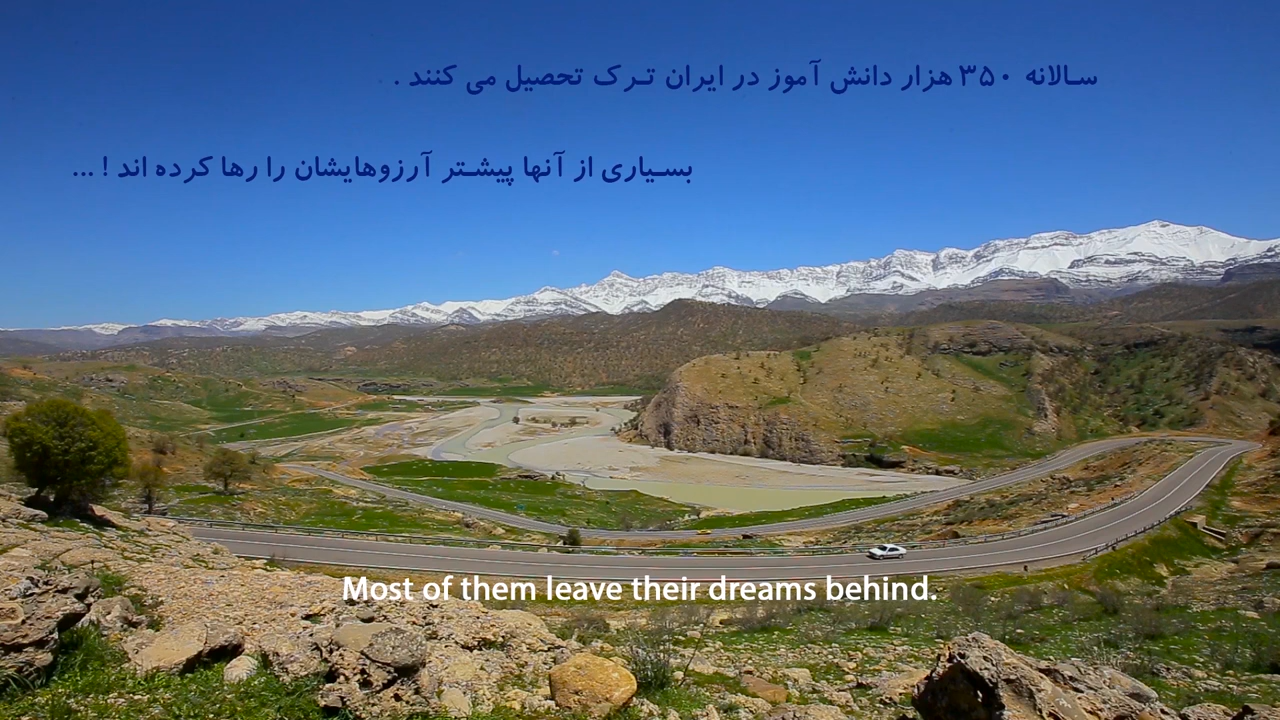 سالانه ۳۵۰ هزار دانش آموز در ایران ترک تحصیل می کنند .
بسیاری از آنها پیشتر آرزوهایشان را رها کرده اند ! ...
Most of them leave their dreams behind.